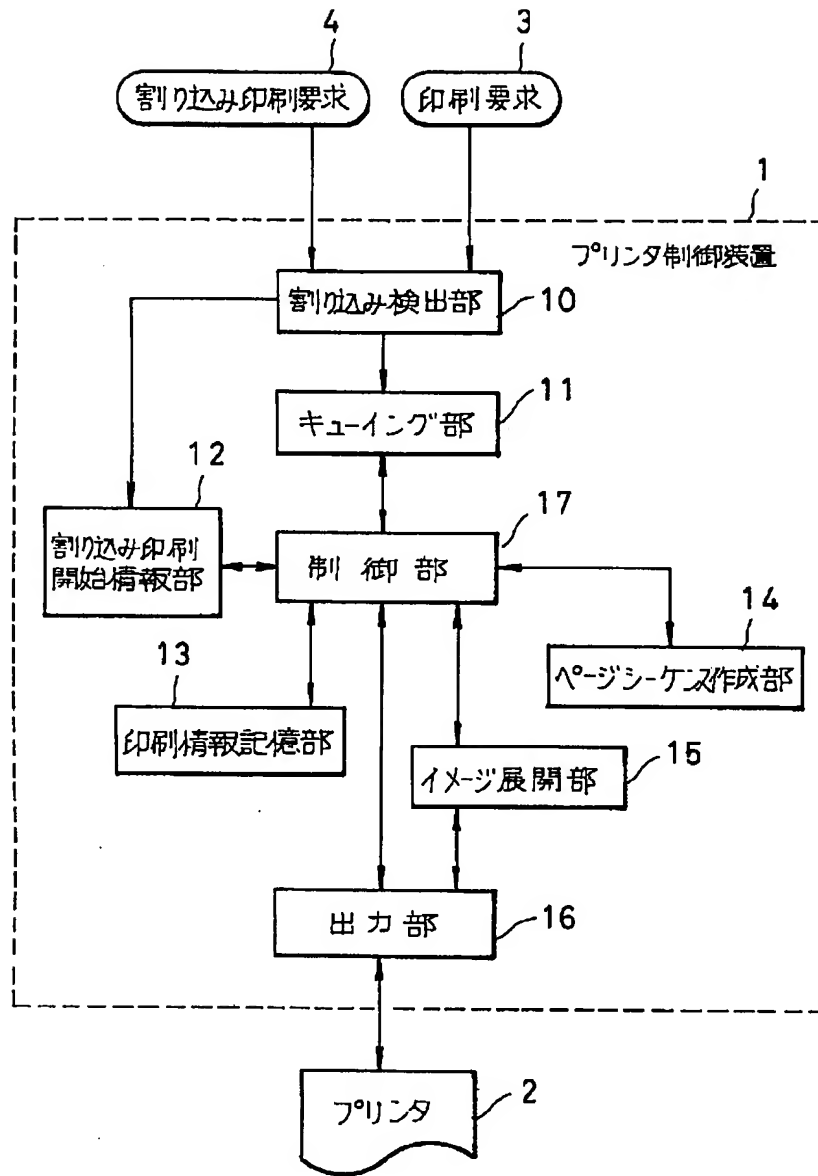 4
3
割り込み印刷要求
印刷要求
1
プリンタ制御装置
割り込み検出部
10
キューイング部
11
12
割り込み印刷
開始情報部
制御部
17
14
ページシーケンス作成部
13
印刷情報記憶部
イメージ展開部
15
出力部
16
プリンタ
2